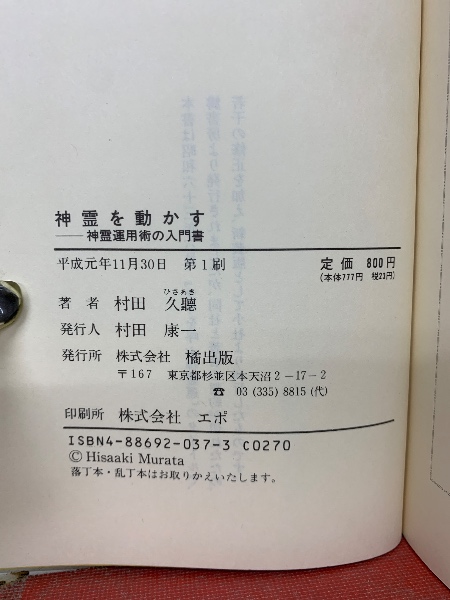 神霊を動かす
——神霊運用術の入門書
平成元年11月30日 第1刷 定価 800円
(本体777円 税23円)
ひさあき
著者 村田 久聴
発行人 村田 康一
発行所 株式会社 橘出版
〒167 東京都杉並区本天沼2-17-2
☎ 03(335)8815(代)
印刷所 株式会社 エポ
ISBN4-88692-037-3 C0270
© Hisaaki Murata
落丁本・乱丁本はお取りかえいたします。